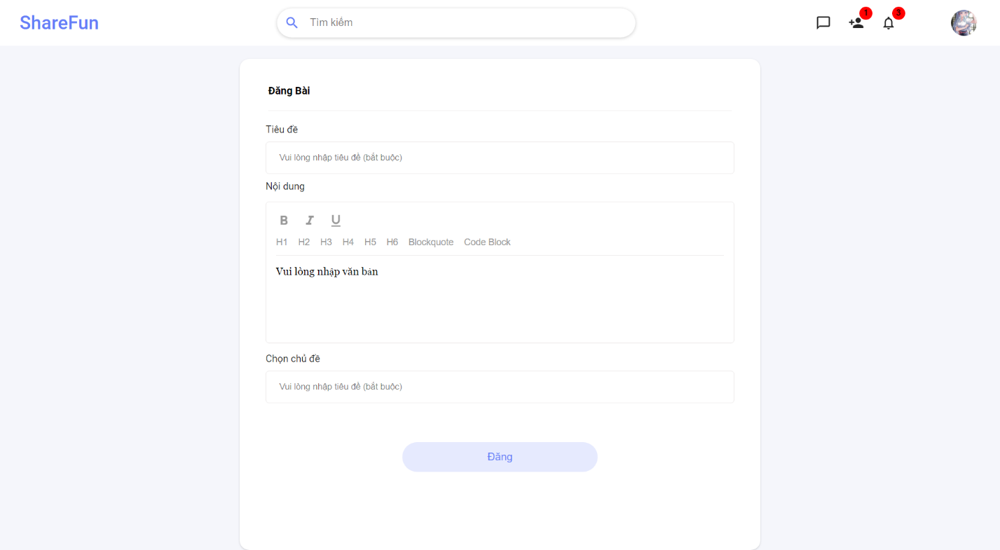 ShareFun
Tìm kiếm
1
3
Đăng Bài
Tiêu đề
Vui lòng nhập tiêu đề (bắt buộc)
Nội dung
B I U
H1 H2 H3 H4 H5 H6 Blockquote Code Block
Vui lòng nhập văn bản
Chọn chủ đề
Vui lòng nhập tiêu đề (bắt buộc)
Đăng